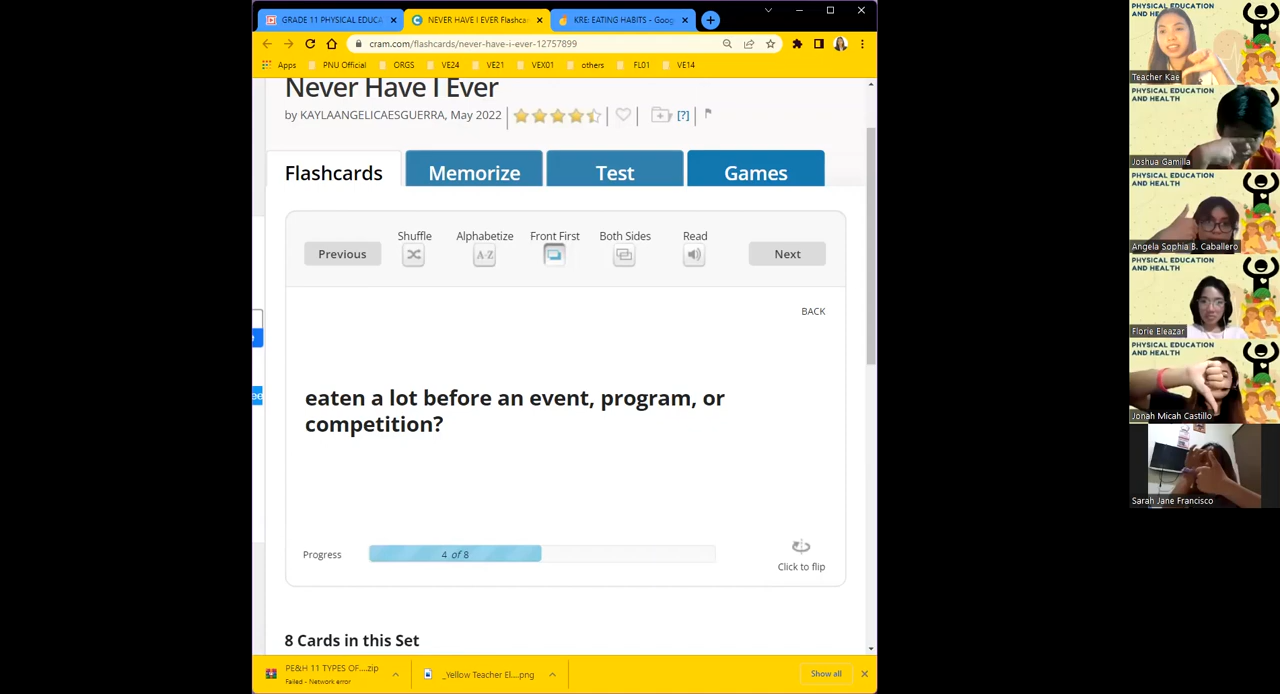 GRADE 11 PHYSICAL EDUCA
NEVER HAVE I EVER Flashca
KRE: EATING HABITS - Goog
cram.com/flashcards/never-have-i-ever-12757899
Apps PNU Official ORGS VE24 VE21 VEX01 others FL01 VE14
Never Have I Ever
by KAYLAANGELICAESGUERRA, May 2022
[?]
Flashcards Memorize Test Games
Previous
Shuffle
Alphabetize
A-Z
Front First
Both Sides
Read
Next
BACK
eaten a lot before an event, program, or
competition?
Progress
4 of 8
Click to flip
8 Cards in this Set
PE&H 11 TYPES OF....zip
Failed - Network error
_Yellow Teacher El....png
Show all
PHYSICAL EDUCATION
AND HEALTH
Teacher Kae
PHYSICAL EDUCATION
AND HEALTH
Joshua Gamilla
PHYSICAL EDUCATION
AND HEALTH
Angela Sophia B. Caballero
PHYSICAL EDUCATION
AND HEALTH
Florie Eleazar
PHYSICAL EDUCATION
AND HEALTH
Jonah Micah Castillo
Sarah Jane Francisco